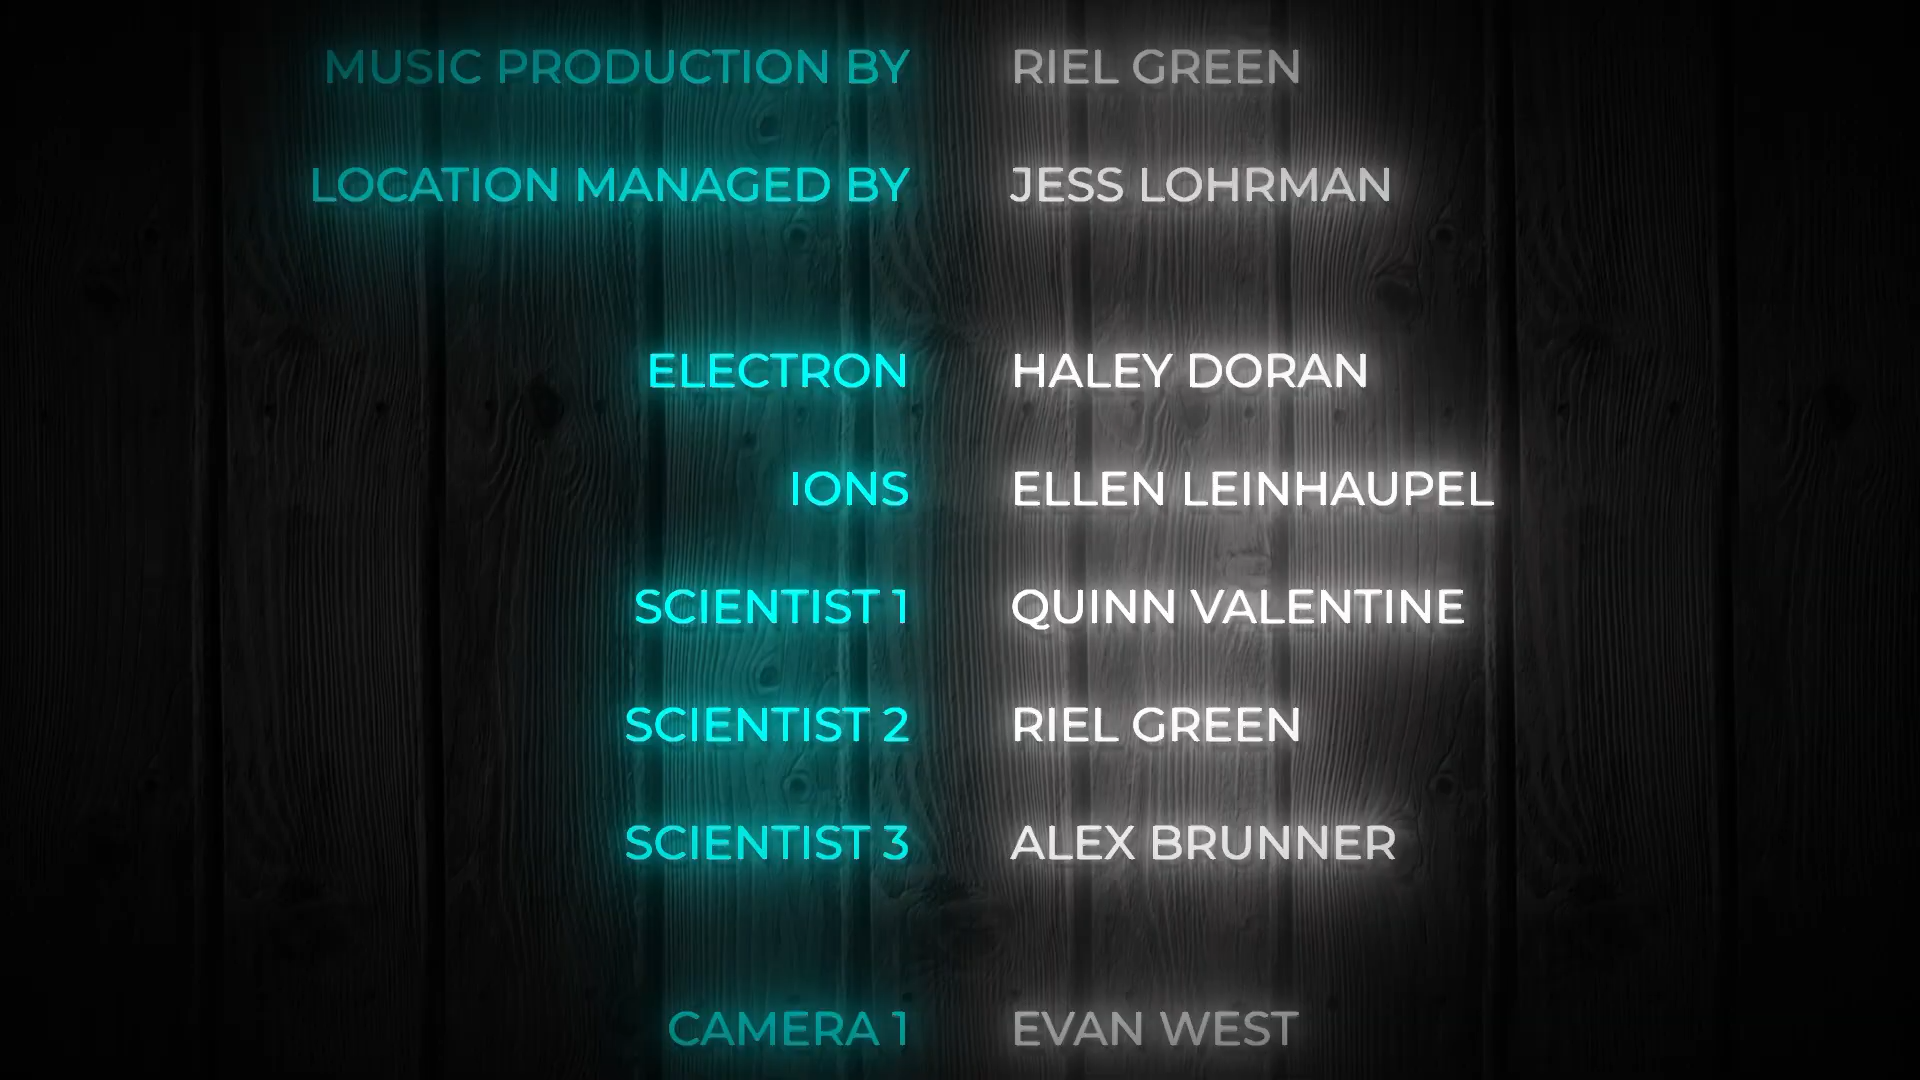 MUSIC PRODUCTION BY RIEL GREEN
LOCATION MANAGED BY JESS LOHRMAN
ELECTRON HALEY DORAN
IONS ELLEN LEINHAUPEL
SCIENTIST 1 QUINN VALENTINE
SCIENTIST 2 RIEL GREEN
SCIENTIST 3 ALEX BRUNNER
CAMERA 1 EVAN WEST